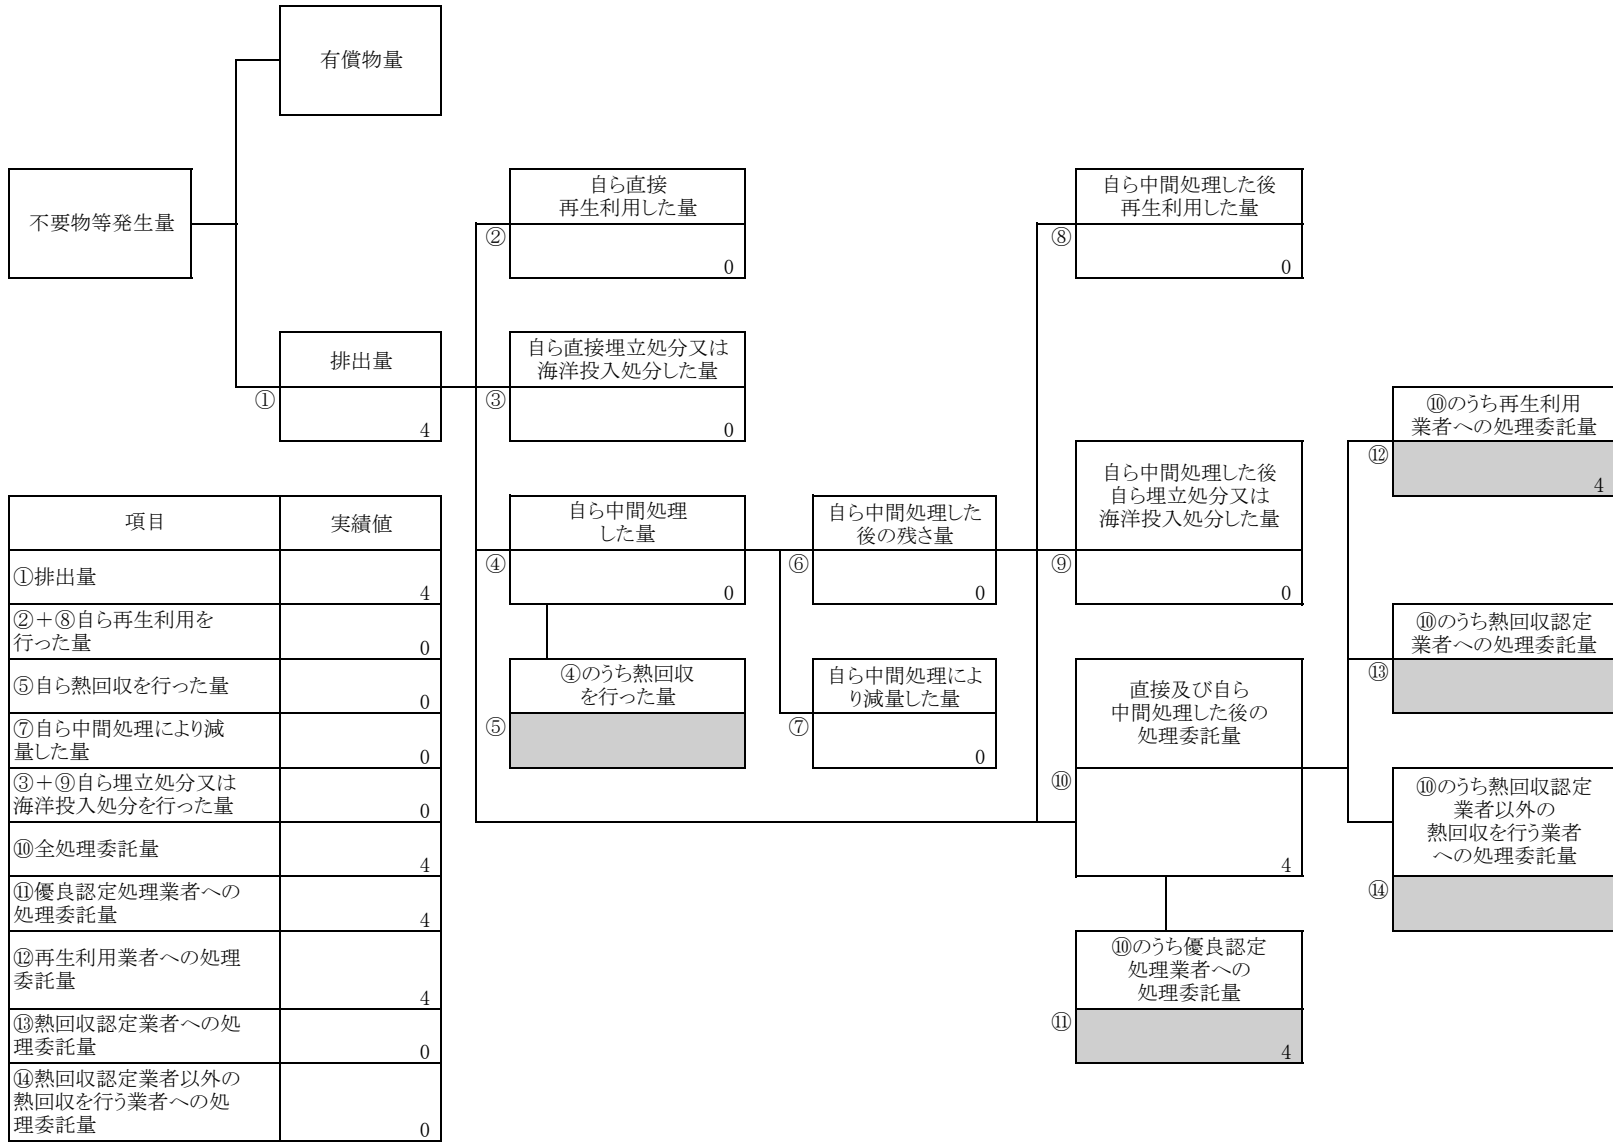 有償物量
不要物等発生量
自ら直接
再生利用した量
②
0
自ら中間処理した後
再生利用した量
⑧
0
排出量
①
4
自ら直接埋立処分又は
海洋投入処分した量
③
0
⑩のうち再生利用
業者への処理委託量
⑫
4
自ら中間処理
した量
④
0
自ら中間処理した
後の残さ量
⑥
0
自ら中間処理した後
自ら埋立処分又は
海洋投入処分した量
⑨
0
⑩のうち熱回収認定
業者への処理委託量
⑬
④のうち熱回収
を行った量
⑤
自ら中間処理によ
り減量した量
⑦
0
直接及び自ら
中間処理した後の
処理委託量
⑩
4
⑩のうち熱回収認定
業者以外の
熱回収を行う業者
への処理委託量
⑭
⑩のうち優良認定
処理業者への
処理委託量
⑪
4
項目 実績値
①排出量
4
②+⑧自ら再生利用を
行った量
0
⑤自ら熱回収を行った量
0
⑦自ら中間処理により減
量した量
0
③+⑨自ら埋立処分又は
海洋投入処分を行った量
0
⑩全処理委託量
4
⑪優良認定処理業者への
処理委託量
4
⑫再生利用業者への処理
委託量
4
⑬熱回収認定業者への処
理委託量
0
⑭熱回収認定業者以外の
熱回収を行う業者への処
理委託量
0